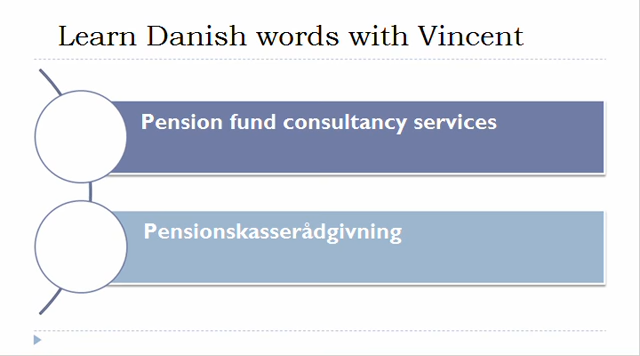 Learn Danish words with Vincent
Pension fund consultancy services
Pensionskasserådgivning